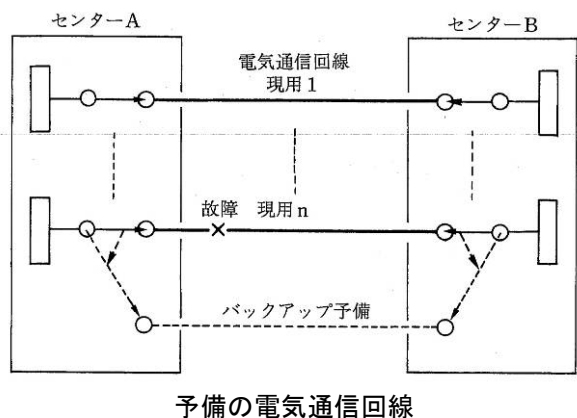 センターA
センターB
電気通信回線
現用1
故障 現用n
バックアップ予備
予備の電気通信回線